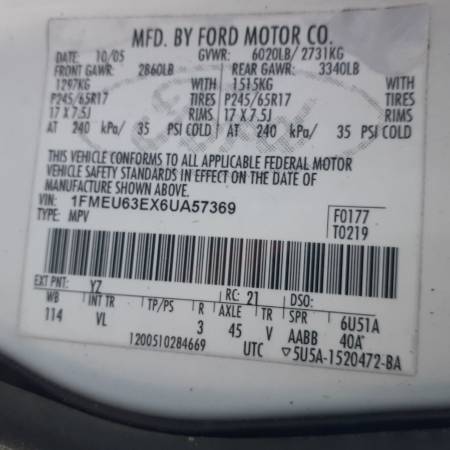 MFD. BY FORD MOTOR CO.
DATE: 10/05 GVWR: 6020LB/ 2731KG
FRONT GAWR: 2860LB REAR GAWR: 3340LB
1297KG WITH 1515KG WITH
P245/65R17 TIRES P245/65R17 TIRES
17 X 7.5J RIMS 17 X 7.5J RIMS
AT 240 kPa/ 35 PSI COLD AT 240 kPa/ 35 PSI COLD
THIS VEHICLE CONFORMS TO ALL APPLICABLE FEDERAL MOTOR
VEHICLE SAFETY STANDARDS IN EFFECT ON THE DATE OF
MANUFACTURE SHOWN ABOVE.
VIN: 1FMEU63EX6UA57369
TYPE: MPV
F0177
T0219
EXT PNT: YZ RC: 21 DSO:
WB INT TR TP/PS R AXLE TR SPR 6U51A
114 VL 3 45 V AABB 40A
1200510284669 UTC ▽5U5A-1520472-BA